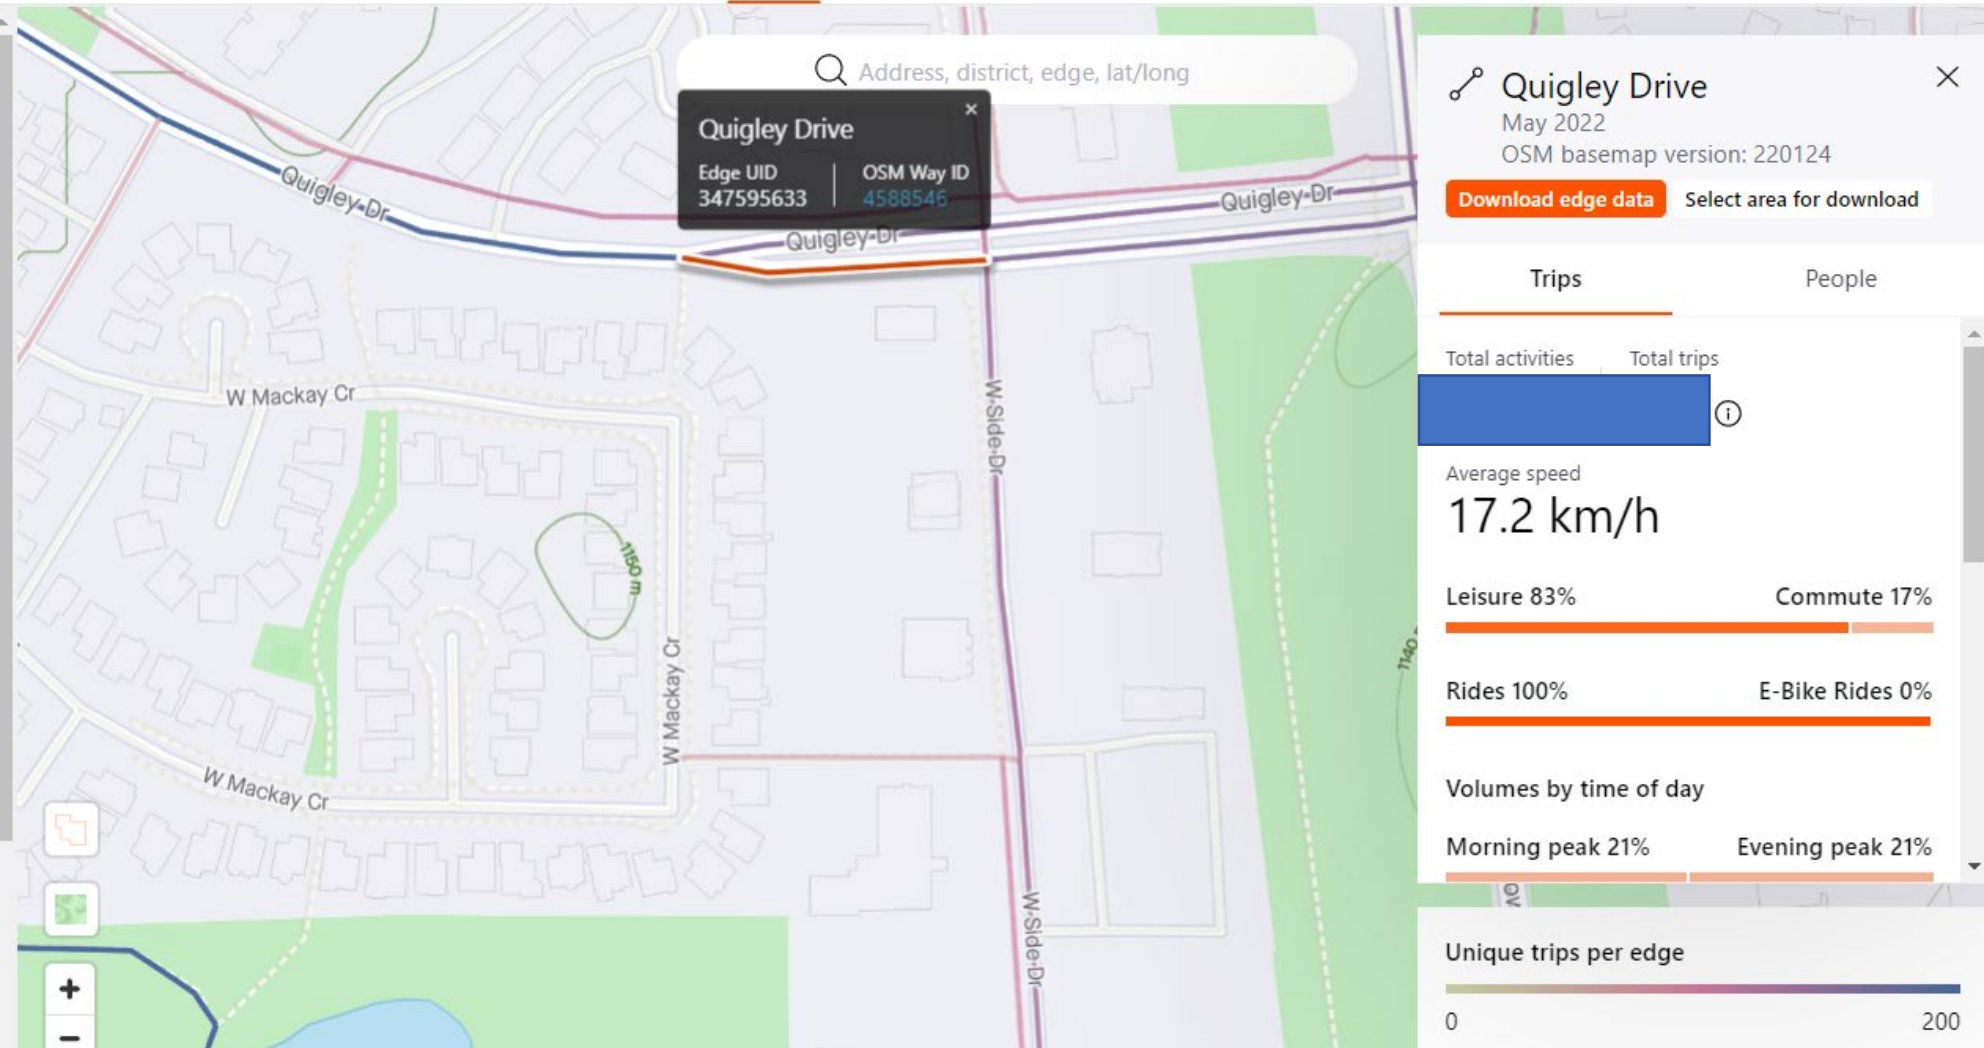 Address, district, edge, lat/long
Quigley Drive
Edge UID
347595633
OSM Way ID
4588546
Quigley Dr
Quigley Dr
Quigley Dr
W Mackay Cr
W Side Dr
1150 m
W Mackay Cr
W Mackay Cr
W Side Dr
Quigley Drive
May 2022
OSM basemap version: 220124
Download edge data
Select area for download
Trips
People
Total activities
Total trips
Average speed
17.2 km/h
Leisure 83%
Commute 17%
Rides 100%
E-Bike Rides 0%
Volumes by time of day
Morning peak 21%
Evening peak 21%
Unique trips per edge
0
200